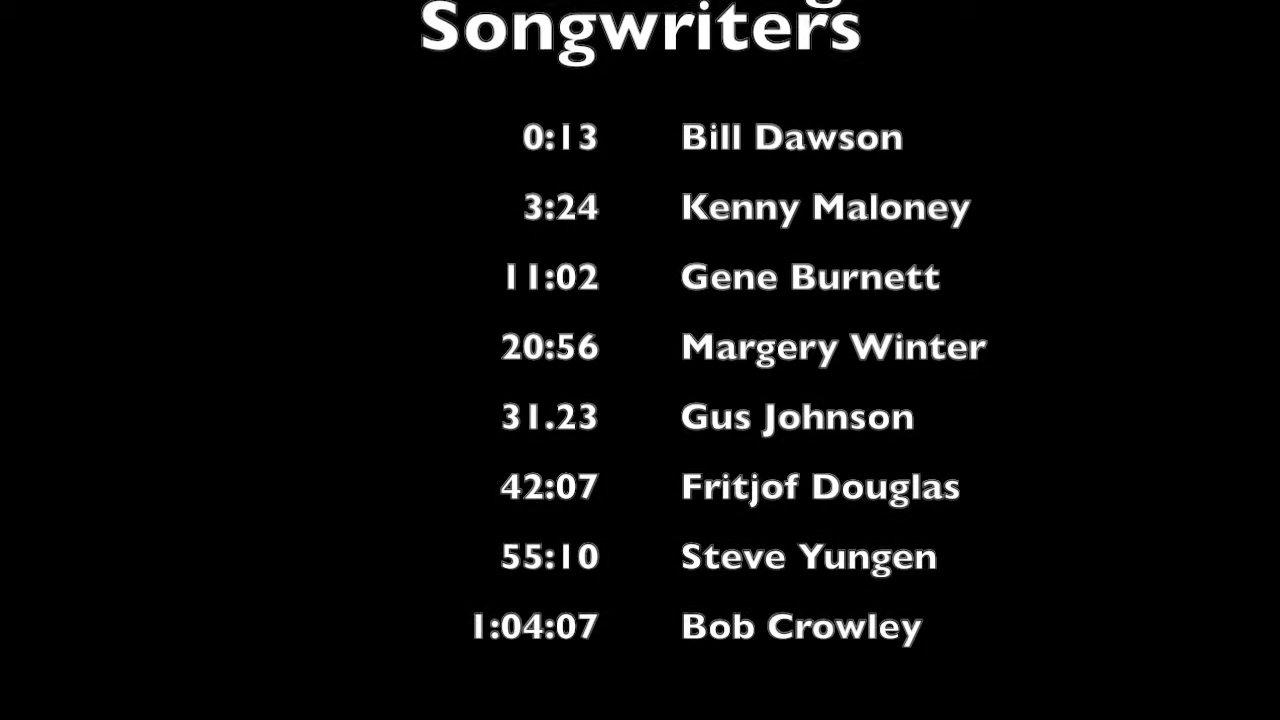 Songwriters
0:13 Bill Dawson
3:24 Kenny Maloney
11:02 Gene Burnett
20:56 Margery Winter
31.23 Gus Johnson
42:07 Fritjof Douglas
55:10 Steve Yungen
1:04:07 Bob Crowley